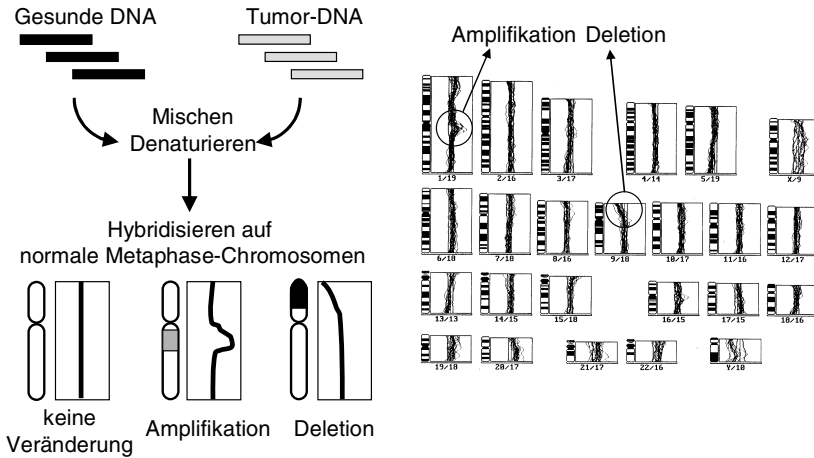 Gesunde DNA
Tumor-DNA
Mischen
Denaturieren
Hybridisieren auf
normale Metaphase-Chromosomen
keine
Veränderung
Amplifikation
Deletion
Amplifikation Deletion
1/19
2/16
3/17
4/14
5/19
X/9
6/18
7/18
8/16
9/18
10/17
11/16
12/17
13/13
14/15
15/18
16/15
17/15
18/16
19/18
20/17
21/17
22/16
Y/10